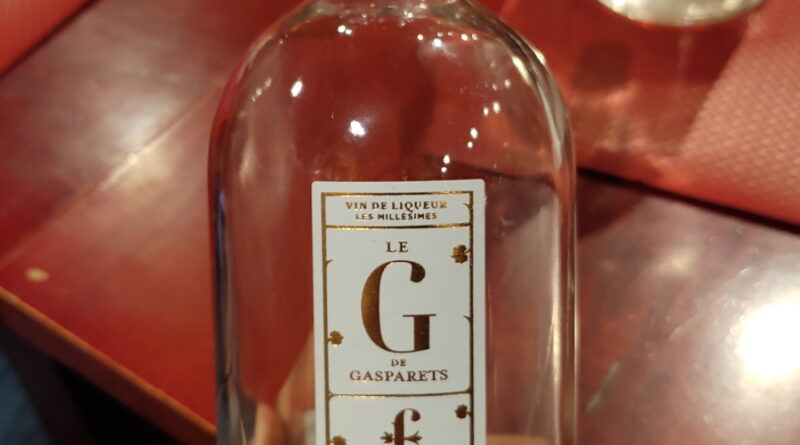 VIN DE LIQUEUR
LES MILLÉSIMES
LE
G
DE
GASPARETS
f